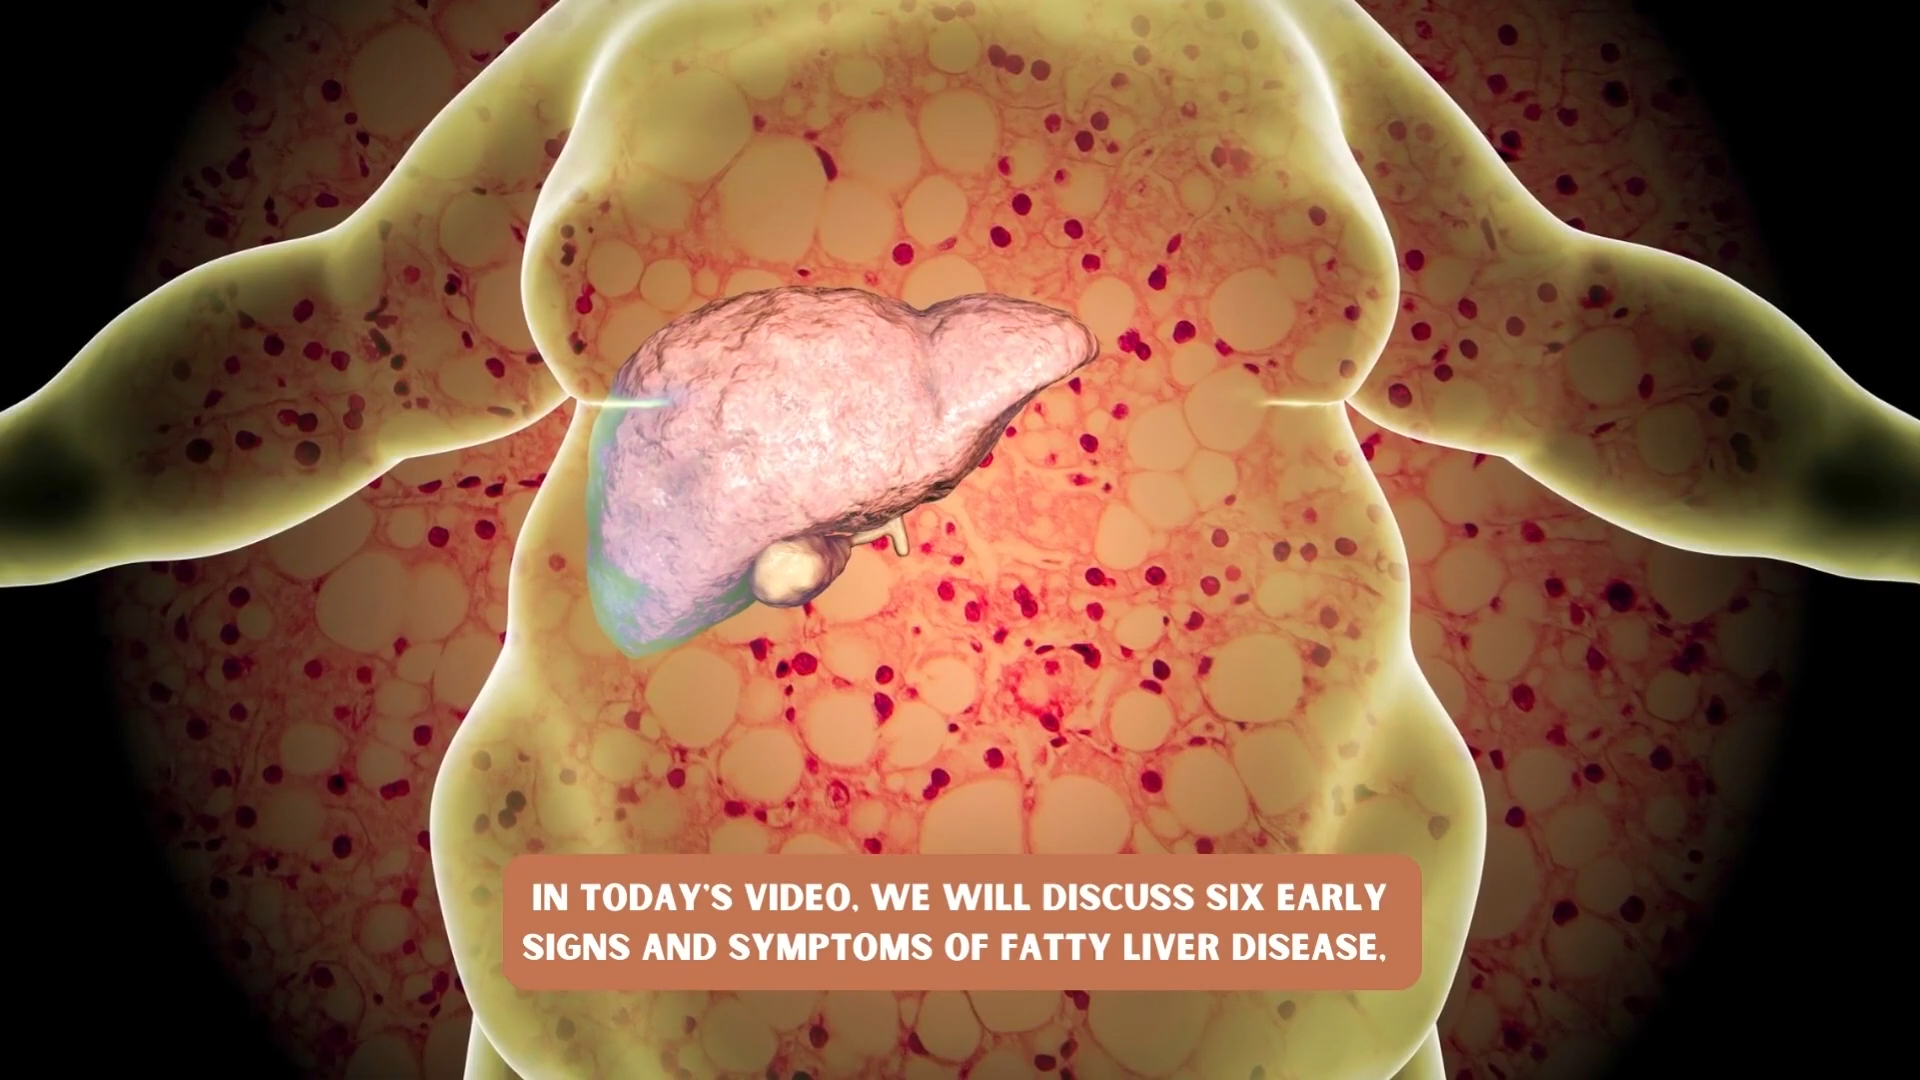 IN TODAY'S VIDEO, WE WILL DISCUSS SIX EARLY
SIGNS AND SYMPTOMS OF FATTY LIVER DISEASE,